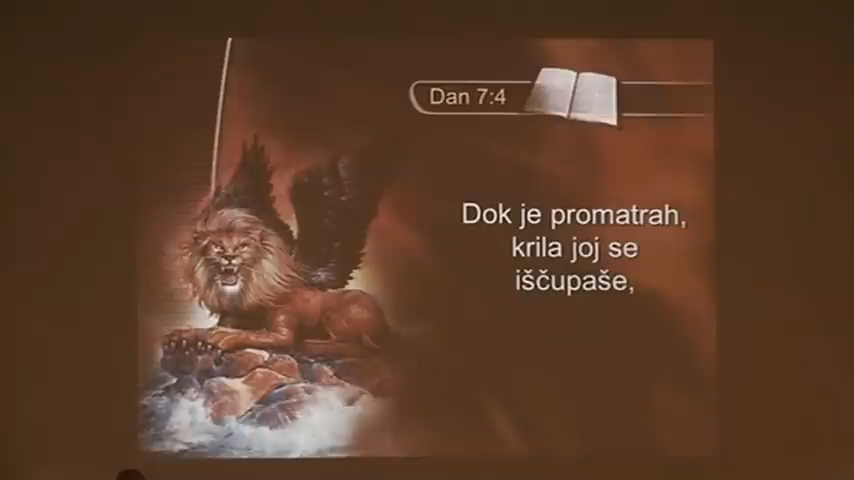 Dan 7:4
Dok je promatrah,
krila joj se
iščupaše,